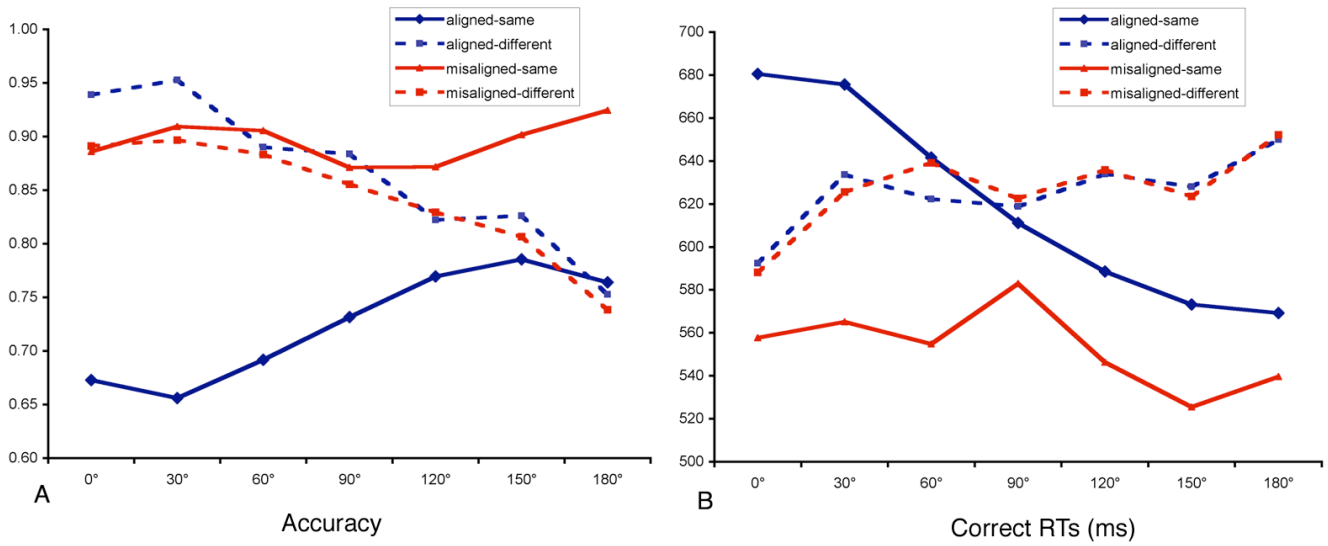 aligned-same
aligned-different
misaligned-same
misaligned-different
1.00
0.95
0.90
0.85
0.80
0.75
0.70
0.65
0.60
0° 30° 60° 90° 120° 150° 180°
A
Accuracy
aligned-same
aligned-different
misaligned-same
misaligned-different
700
680
660
640
620
600
580
560
540
520
500
0° 30° 60° 90° 120° 150° 180°
B
Correct RTs (ms)